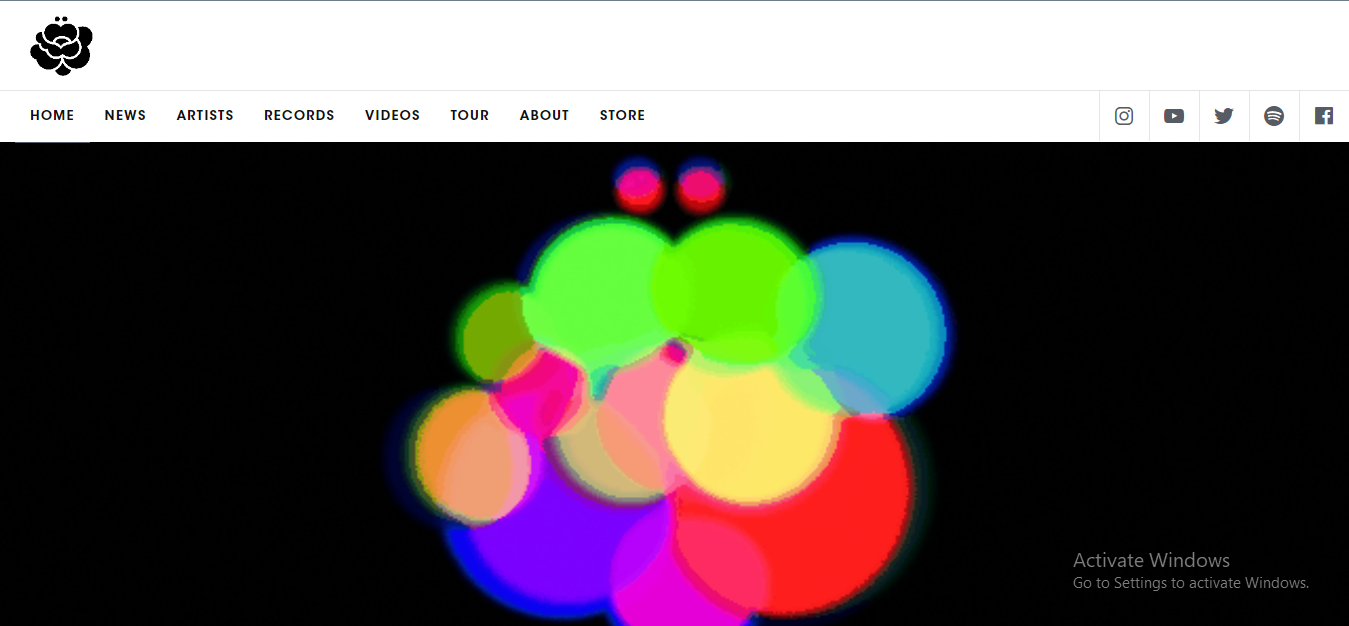 HOME NEWS ARTISTS RECORDS VIDEOS TOUR ABOUT STORE
Activate Windows
Go to Settings to activate Windows.